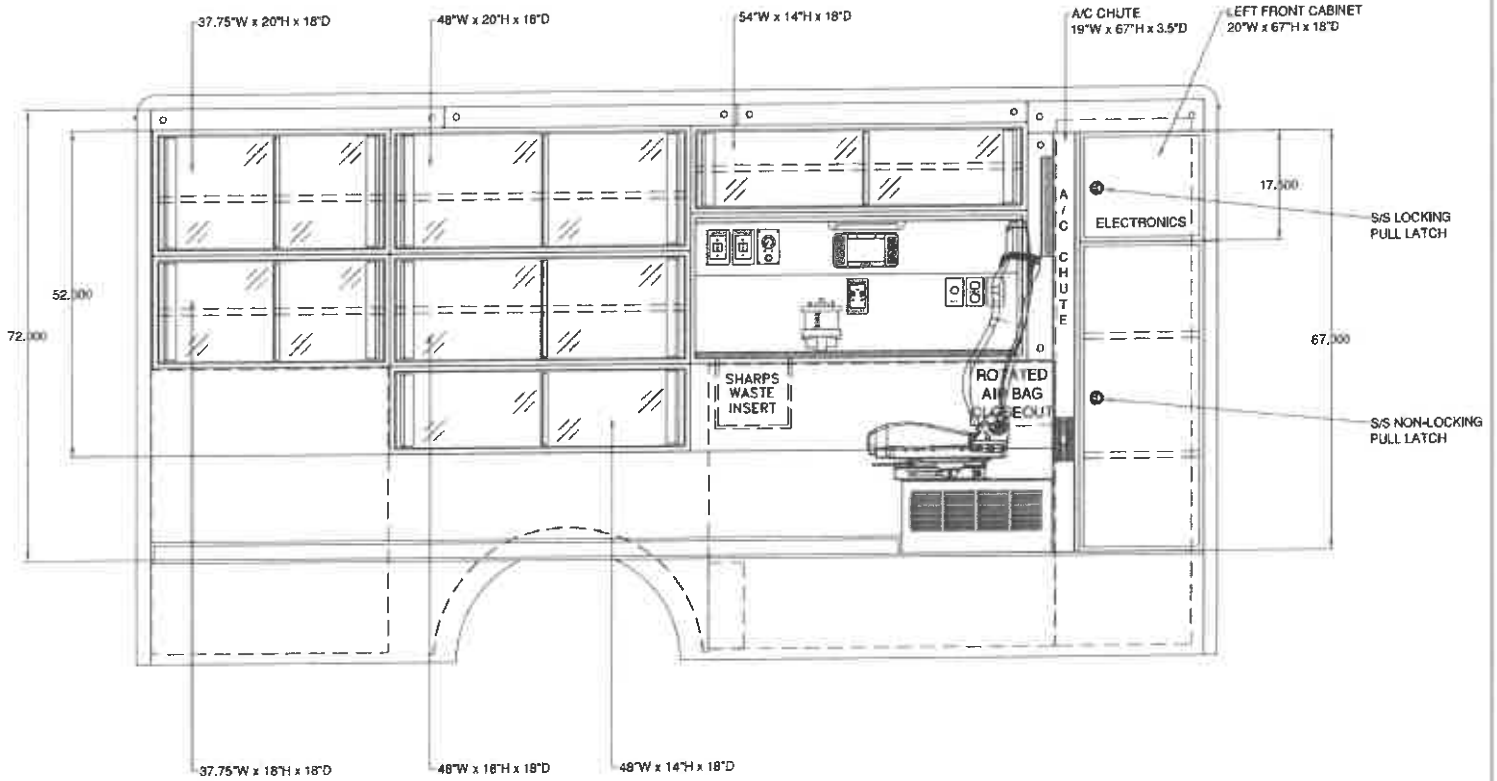 37.75"W x 20"H x 18"D
48"W x 20"H x 18"D
54"W x 14"H x 18"D
A/C CHUTE
19"W x 67"H x 3.5"D
LEFT FRONT CABINET
20"W x 67"H x 18"D
17.500
S/S LOCKING
PULL LATCH
ELECTRONICS
A/C CHUTE
52.000
72.000
67.000
SHARPS
WASTE
INSERT
ROTATED
AIR BAG
CLOSEOUT
S/S NON-LOCKING
PULL LATCH
37.75"W x 18"H x 18"D
48"W x 18"H x 18"D
48"W x 14"H x 18"D